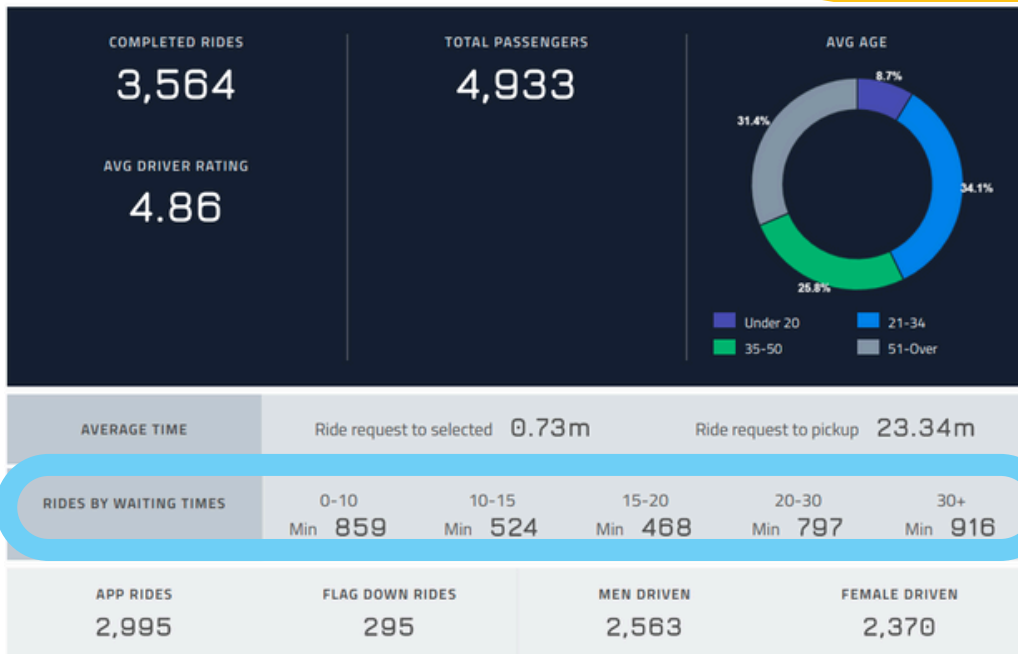 COMPLETED RIDES
3,564
AVG DRIVER RATING
4.86
TOTAL PASSENGERS
4,933
AVG AGE
8.7%
31.4%
34.1%
25.8%
Under 20
21-34
35-50
51-Over
AVERAGE TIME
Ride request to selected 0.73m
Ride request to pickup 23.34m
RIDES BY WAITING TIMES
0-10
Min 859
10-15
Min 524
15-20
Min 468
20-30
Min 797
30+
Min 916
APP RIDES
2,995
FLAG DOWN RIDES
295
MEN DRIVEN
2,563
FEMALE DRIVEN
2,370